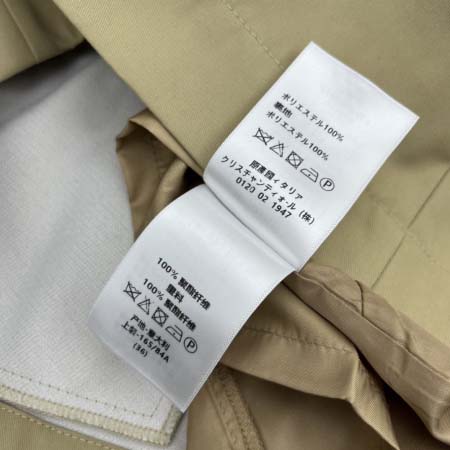 ポリエステル100%
裏地
ポリエステル100%
原産國イタリア
クリスチャンディオ-ル (株)
0120 02 1947
100% 聚酯纤维
里料
100% 聚酯纤维
产地:意大利
上装:165/84A
(36)